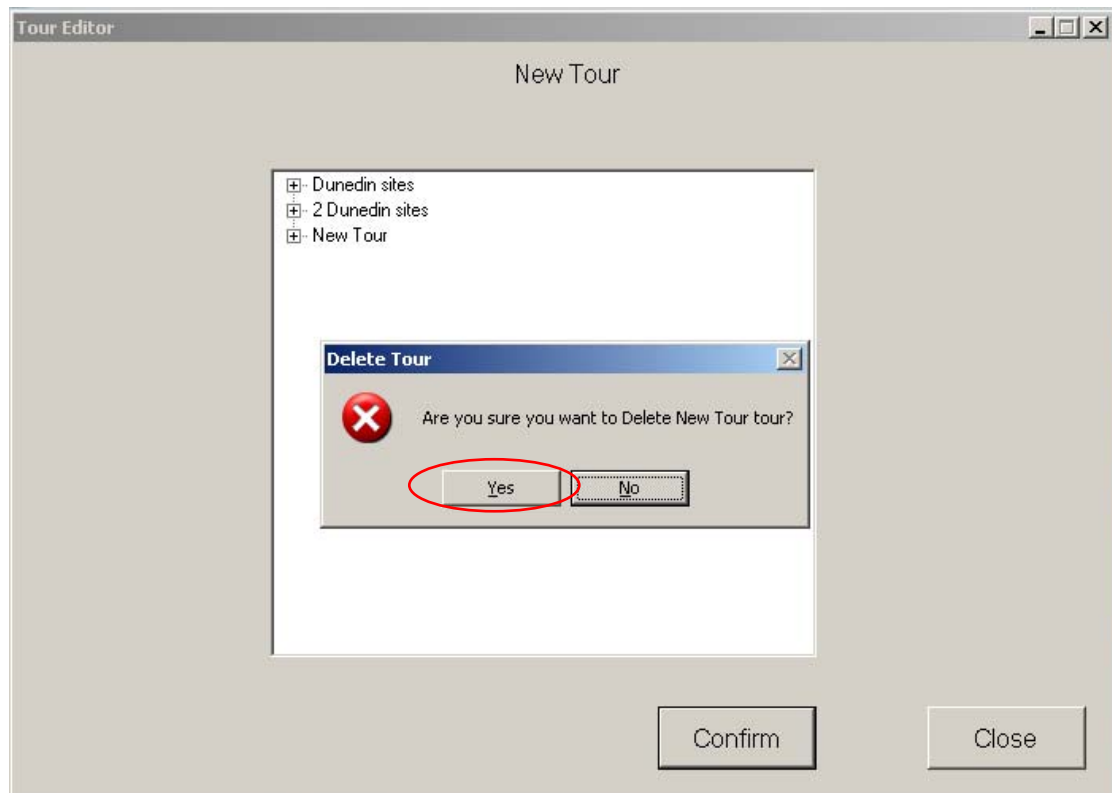 Tour Editor
New Tour
Dunedin sites
2 Dunedin sites
New Tour
Delete Tour
Are you sure you want to Delete New Tour tour?
Yes No
Confirm Close